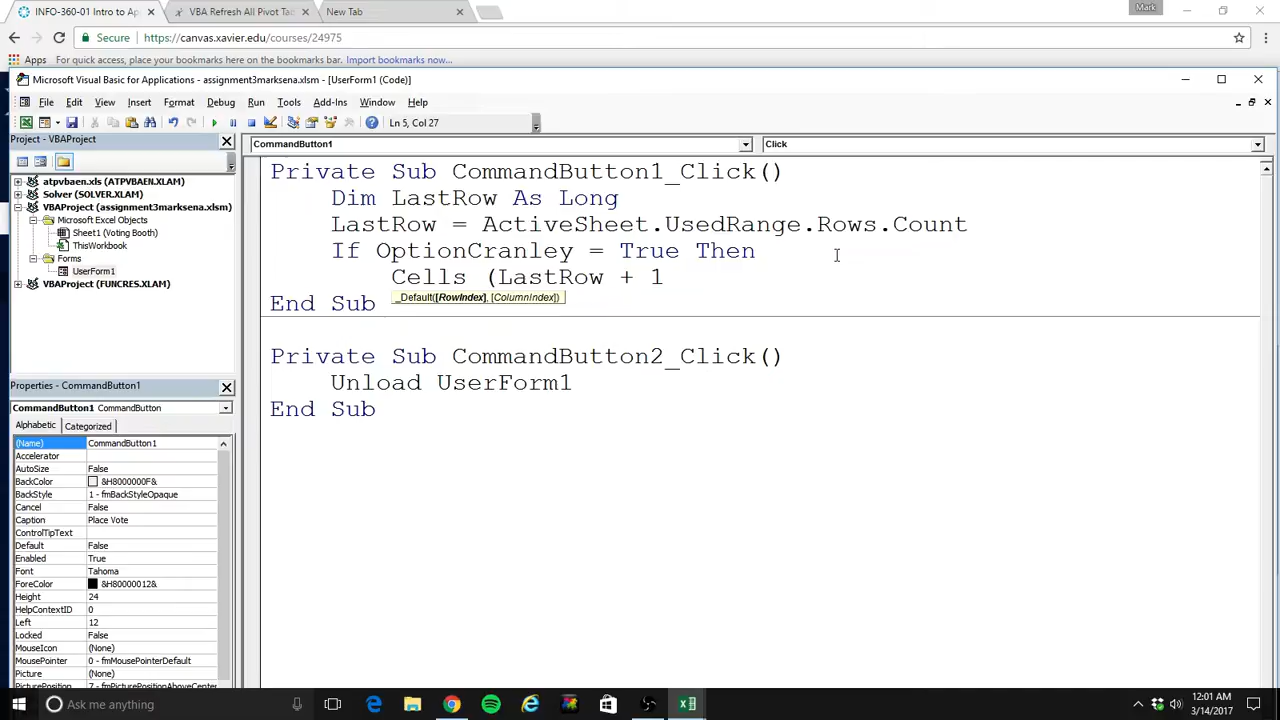 INFO-360-01 Intro to Ap
VBA Refresh All Pivot Tab
New Tab
Mark
Secure
https://canvas.xavier.edu/courses/24975
Apps
For quick access, place your bookmarks here on the bookmarks bar.
Import bookmarks now...
Microsoft Visual Basic for Applications - assignment3marksena.xlsm - [UserForm1 (Code)]
File Edit View Insert Format Debug Run Tools Add-Ins Window Help
Ln 5, Col 27
Project - VBAProject
atpvbaen.xls (ATPVBAEN.XLAM)
Solver (SOLVER.XLAM)
VBAProject (assignment3marksena.xlsm)
Microsoft Excel Objects
Sheet1 (Voting Booth)
ThisWorkbook
Forms
UserForm1
VBAProject (FUNCRES.XLAM)
Properties - CommandButton1
CommandButton1 CommandButton
Alphabetic Categorized
(Name) CommandButton1
Accelerator
AutoSize False
BackColor &H8000000F&
BackStyle 1 - fmBackStyleOpaque
Cancel False
Caption Place Vote
ControlTipText
Default False
Enabled True
Font Tahoma
ForeColor &H80000012&
Height 24
HelpContextID 0
Left 12
Locked False
MouseIcon (None)
MousePointer 0 - fmMousePointerDefault
Picture (None)
PicturePosition 7 - fmPicturePositionAboveCenter
CommandButton1
Click
Private Sub CommandButton1_Click()
Dim LastRow As Long
LastRow = ActiveSheet.UsedRange.Rows.Count
If OptionCranley = True Then
Cells (LastRow + 1
_Default([RowIndex], [ColumnIndex])
End Sub
Private Sub CommandButton2_Click()
Unload UserForm1
End Sub
Ask me anything
12:01 AM
3/14/2017